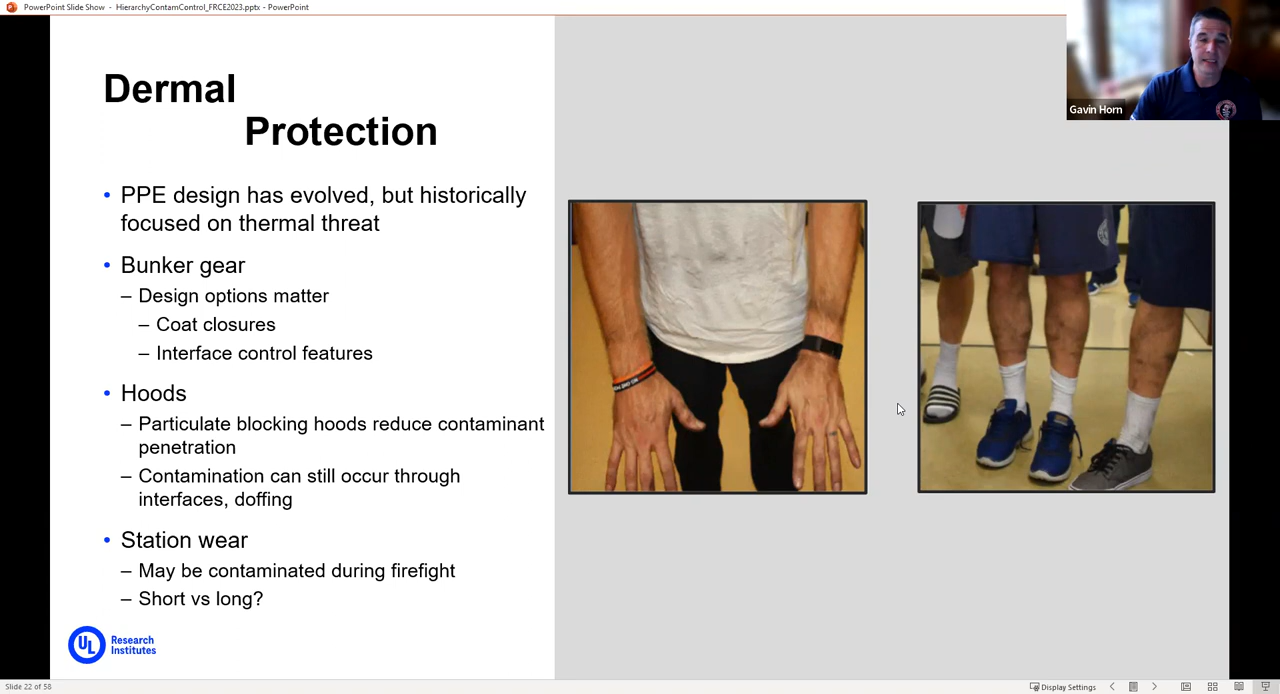 PowerPoint Slide Show - HierarchyContamControl_FRCE2023.pptx - PowerPoint
Gavin Horn
Dermal
Protection
• PPE design has evolved, but historically
focused on thermal threat
• Bunker gear
– Design options matter
– Coat closures
– Interface control features
• Hoods
– Particulate blocking hoods reduce contaminant
penetration
– Contamination can still occur through
interfaces, doffing
• Station wear
– May be contaminated during firefight
– Short vs long?
UL
Research
Institutes
Slide 22 of 58
Display Settings